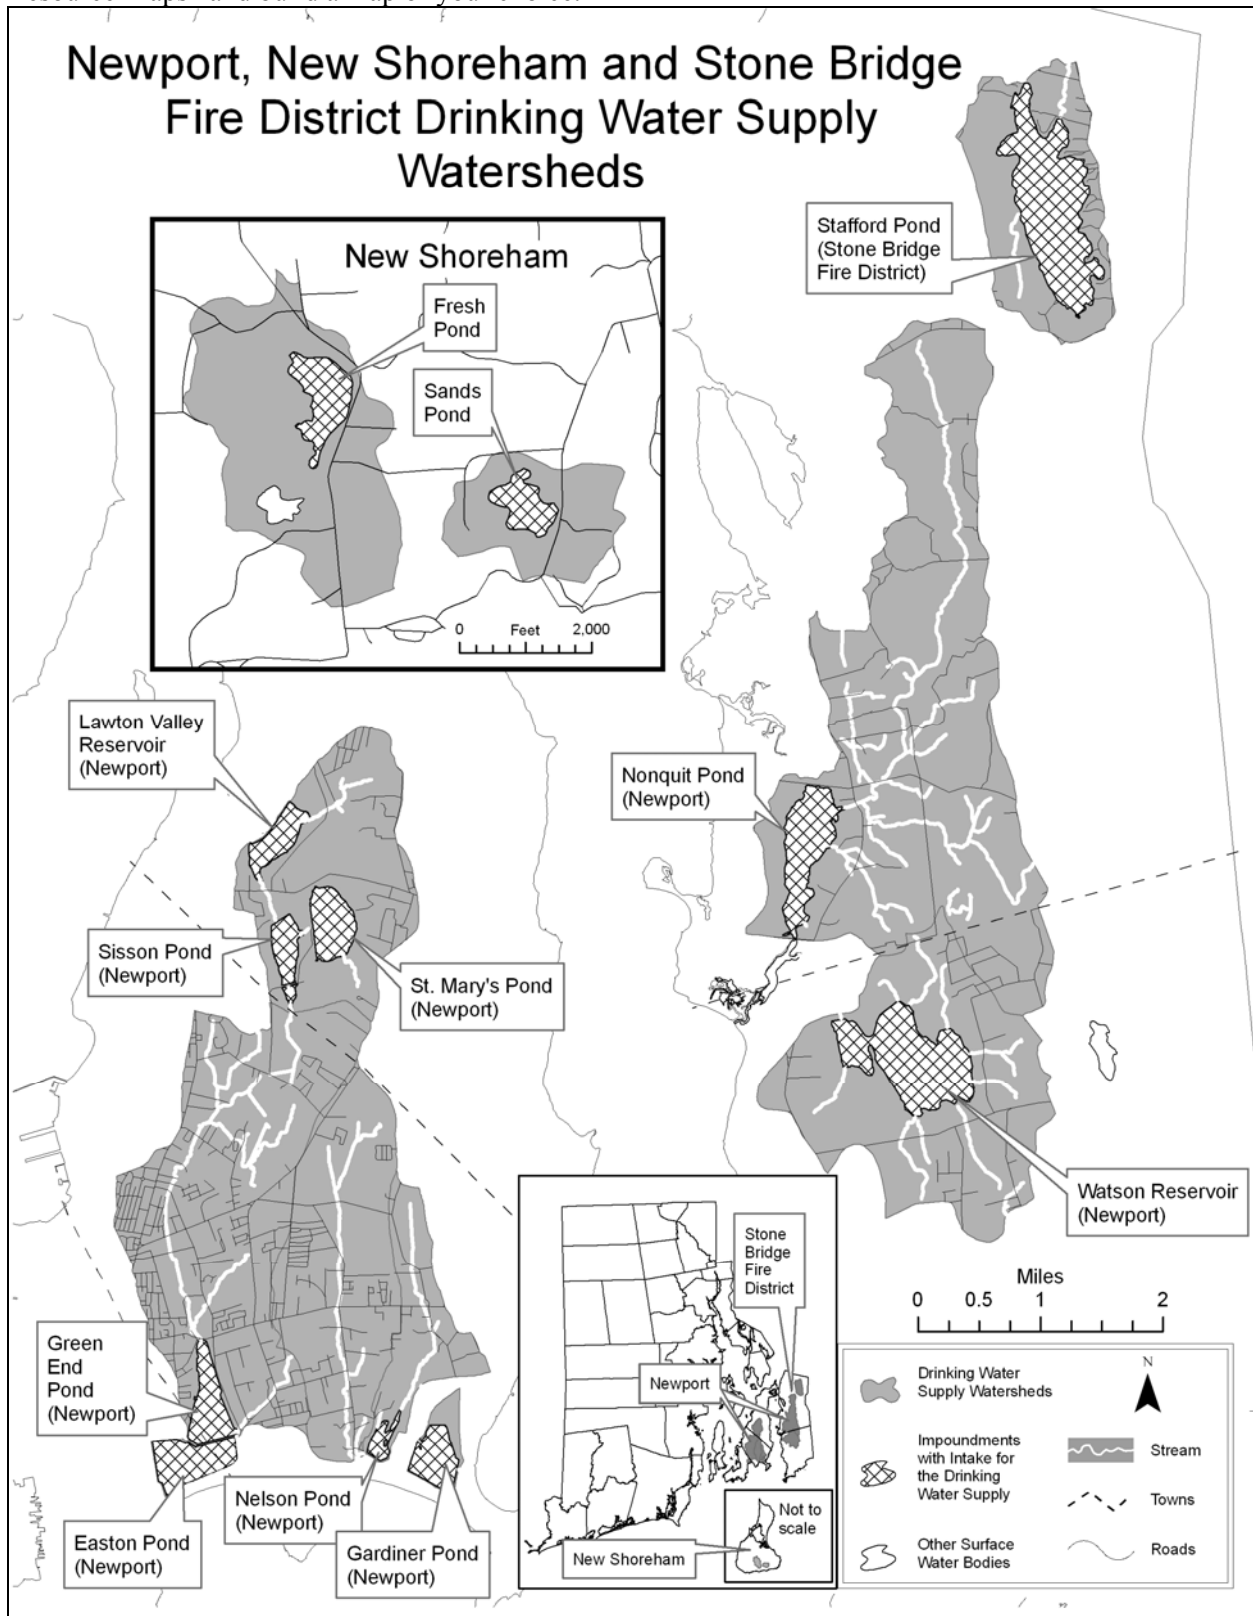 Newport, New Shoreham and Stone Bridge
Fire District Drinking Water Supply
Watersheds
Stafford Pond
(Stone Bridge
Fire District)
New Shoreham
Fresh
Pond
Sands
Pond
0 Feet 2,000
Lawton Valley
Reservoir
(Newport)
Nonquit Pond
(Newport)
Sisson Pond
(Newport)
St. Mary's Pond
(Newport)
Watson Reservoir
(Newport)
Green
End
Pond
(Newport)
Easton Pond
(Newport)
Nelson Pond
(Newport)
Gardiner Pond
(Newport)
Stone
Bridge
Fire
District
Newport
New Shoreham
Not to
scale
Miles
0 0.5 1 2
Drinking Water
Supply Watersheds
N
Impoundments
with Intake for
the Drinking
Water Supply
Stream
Towns
Other Surface
Water Bodies
Roads